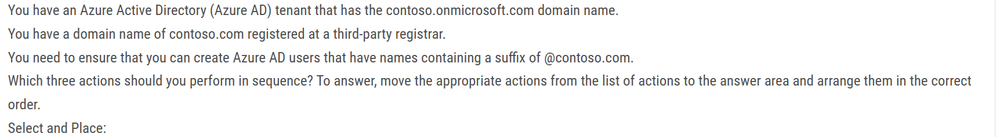 You have an Azure Active Directory (Azure AD) tenant that has the contoso.onmicrosoft.com domain name.
You have a domain name of contoso.com registered at a third-party registrar.
You need to ensure that you can create Azure AD users that have names containing a suffix of @contoso.com.
Which three actions should you perform in sequence? To answer, move the appropriate actions from the list of actions to the answer area and arrange them in the correct
order.
Select and Place: